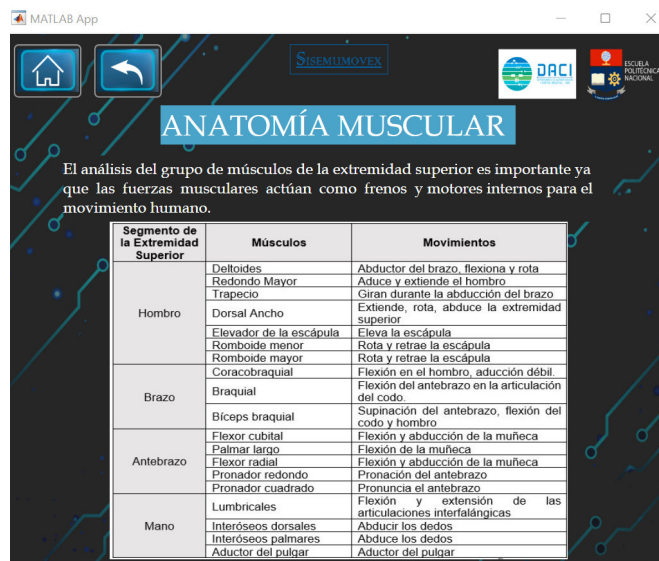 MATLAB App
SISEMUMOVEX
DACI
ESCUELA
POLITÉCNICA
NACIONAL
ANATOMÍA MUSCULAR
El análisis del grupo de músculos de la extremidad superior es importante ya
que las fuerzas musculares actúan como frenos y motores internos para el
movimiento humano.
Segmento de
la Extremidad
Superior
Músculos
Movimientos
Hombro
Deltoides
Abductor del brazo, flexiona y rota
Redondo Mayor
Aduce y extiende el hombro
Trapecio
Giran durante la abducción del brazo
Dorsal Ancho
Extiende, rota, abduce la extremidad
superior
Elevador de la escápula
Eleva la escápula
Romboide menor
Rota y retrae la escápula
Romboide mayor
Rota y retrae la escápula
Brazo
Coracobraquial
Flexión en el hombro, aducción débil.
Braquial
Flexión del antebrazo en la articulación
del codo.
Bíceps braquial
Supinación del antebrazo, flexión del
codo y hombro
Antebrazo
Flexor cubital
Flexión y abducción de la muñeca
Palmar largo
Flexión de la muñeca
Flexor radial
Flexión y abducción de la muñeca
Pronador redondo
Pronación del antebrazo
Pronador cuadrado
Pronuncia el antebrazo
Mano
Lumbricales
Flexión y extensión de las
articulaciones interfalángicas
Interóseos dorsales
Abducir los dedos
Interóseos palmares
Abduce los dedos
Aductor del pulgar
Aductor del pulgar